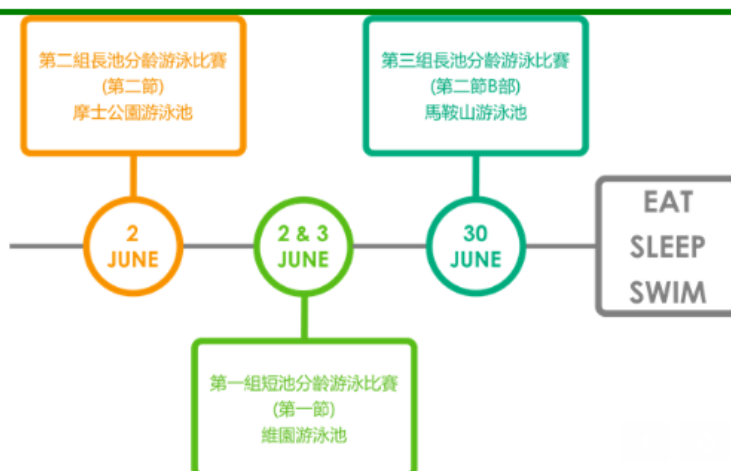 第二組長池分齡游泳比賽
(第二節)
摩士公園游泳池
第三組長池分齡游泳比賽
(第二節B部)
馬鞍山游泳池
2
JUNE
2 & 3
JUNE
30
JUNE
EAT
SLEEP
SWIM
第一組短池分齡游泳比賽
(第一節)
維園游泳池